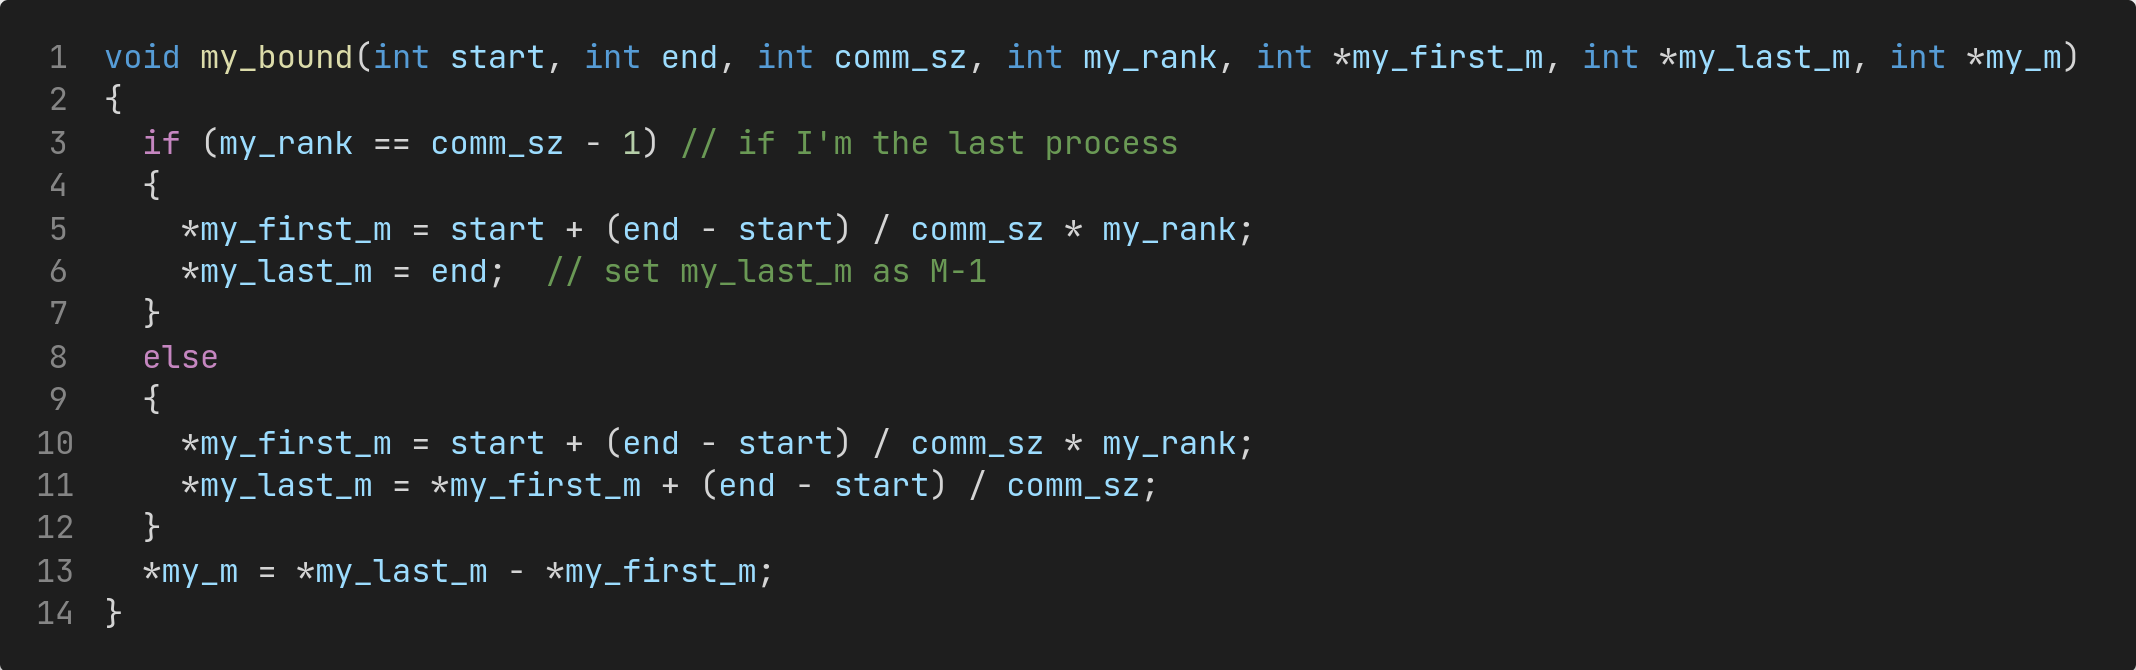 1 void my_bound(int start, int end, int comm_sz, int my_rank, int *my_first_m, int *my_last_m, int *my_m)
2 {
3   if (my_rank == comm_sz - 1) // if I'm the last process
4   {
5     *my_first_m = start + (end - start) / comm_sz * my_rank;
6     *my_last_m = end;  // set my_last_m as M-1
7   }
8   else
9   {
10     *my_first_m = start + (end - start) / comm_sz * my_rank;
11     *my_last_m = *my_first_m + (end - start) / comm_sz;
12   }
13   *my_m = *my_last_m - *my_first_m;
14 }